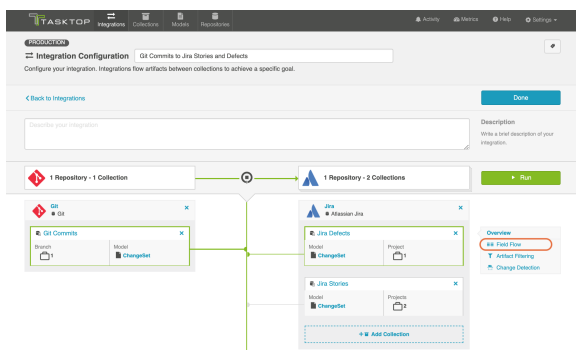 TASKTOP
Integrations
Collections
Models
Repositories
Activity
Metrics
Help
Settings
PRODUCTION
Integration Configuration
Git Commits to Jira Stories and Defects
Configure your integration. Integrations flow artifacts between collections to achieve a specific goal.
Back to Integrations
Done
Describe your integration
Description
Write a brief description of your
integration.
1 Repository - 1 Collection
1 Repository - 2 Collections
Run
Git
Git
Git Commits
Branch
1
Model
ChangeSet
Jira
Atlassian Jira
Jira Defects
Model
ChangeSet
Project
1
Jira Stories
Model
ChangeSet
Projects
2
Add Collection
Overview
Field Flow
Artifact Filtering
Change Detection